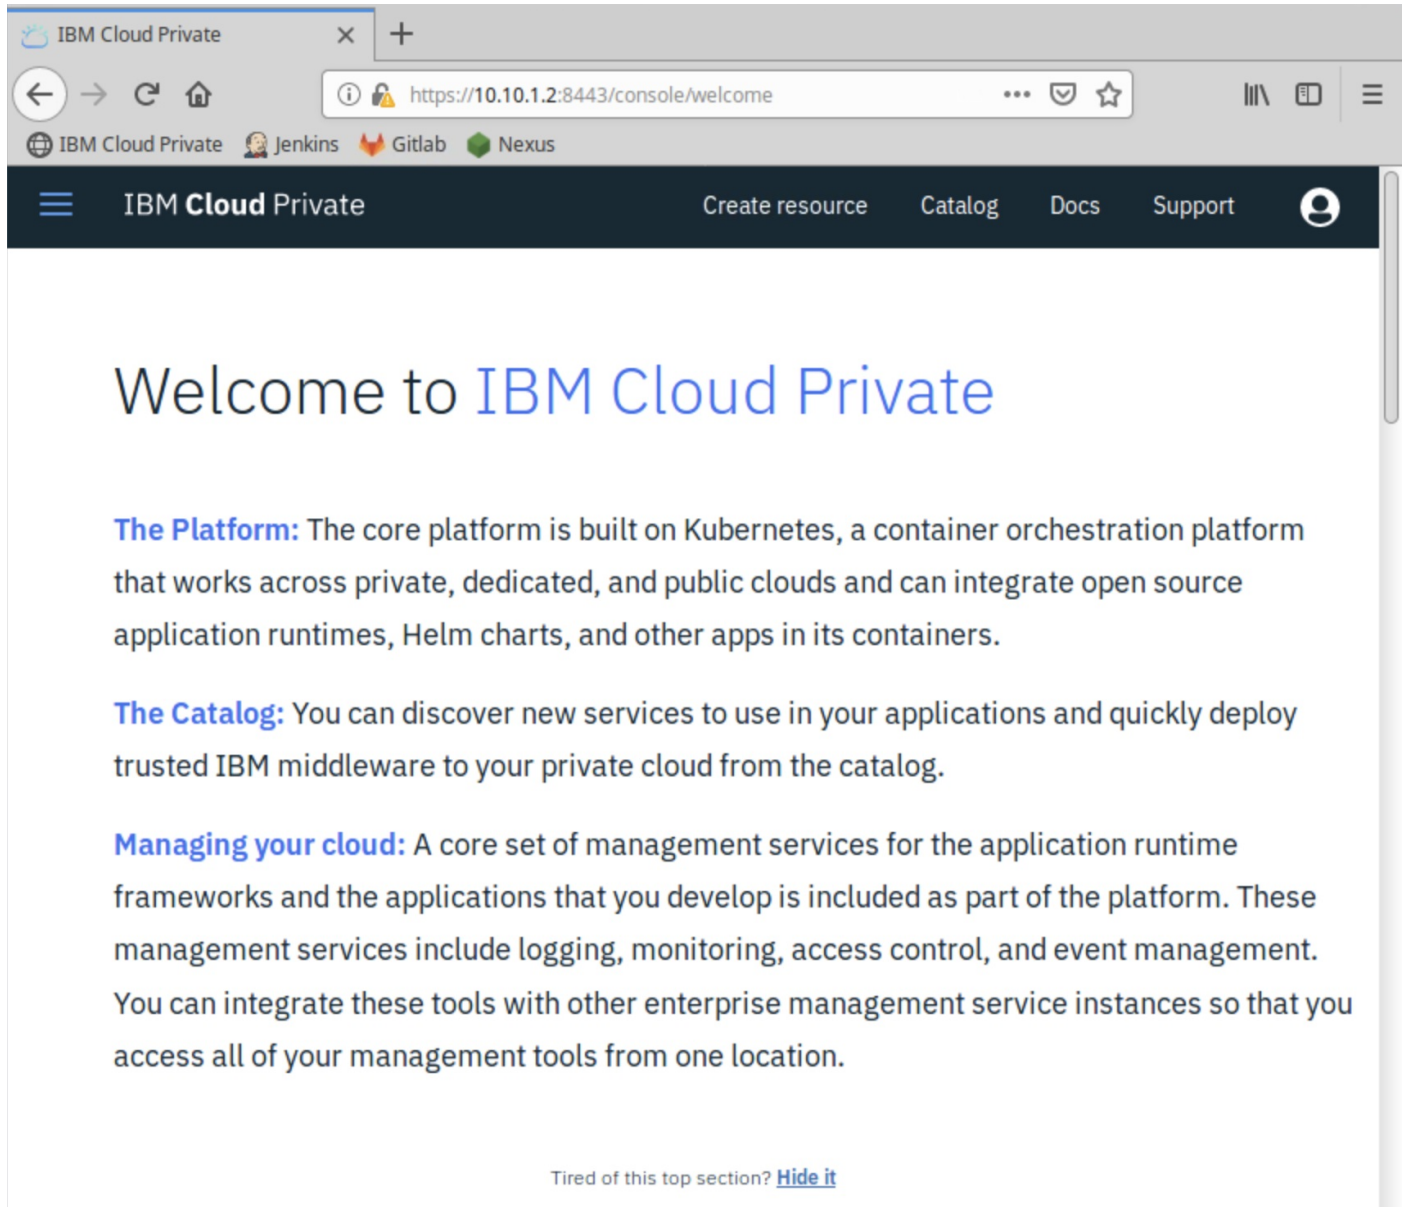 IBM Cloud Private
https://10.10.1.2:8443/console/welcome
IBM Cloud Private Jenkins Gitlab Nexus
IBM Cloud Private Create resource Catalog Docs Support
Welcome to IBM Cloud Private
The Platform: The core platform is built on Kubernetes, a container orchestration platform
that works across private, dedicated, and public clouds and can integrate open source
application runtimes, Helm charts, and other apps in its containers.
The Catalog: You can discover new services to use in your applications and quickly deploy
trusted IBM middleware to your private cloud from the catalog.
Managing your cloud: A core set of management services for the application runtime
frameworks and the applications that you develop is included as part of the platform. These
management services include logging, monitoring, access control, and event management.
You can integrate these tools with other enterprise management service instances so that you
access all of your management tools from one location.
Tired of this top section? Hide it